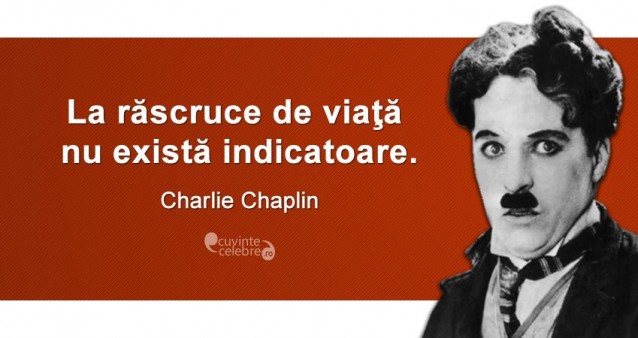 La răscruce de viaţă
nu există indicatoare.
Charlie Chaplin
cuvinte
celebre.ro